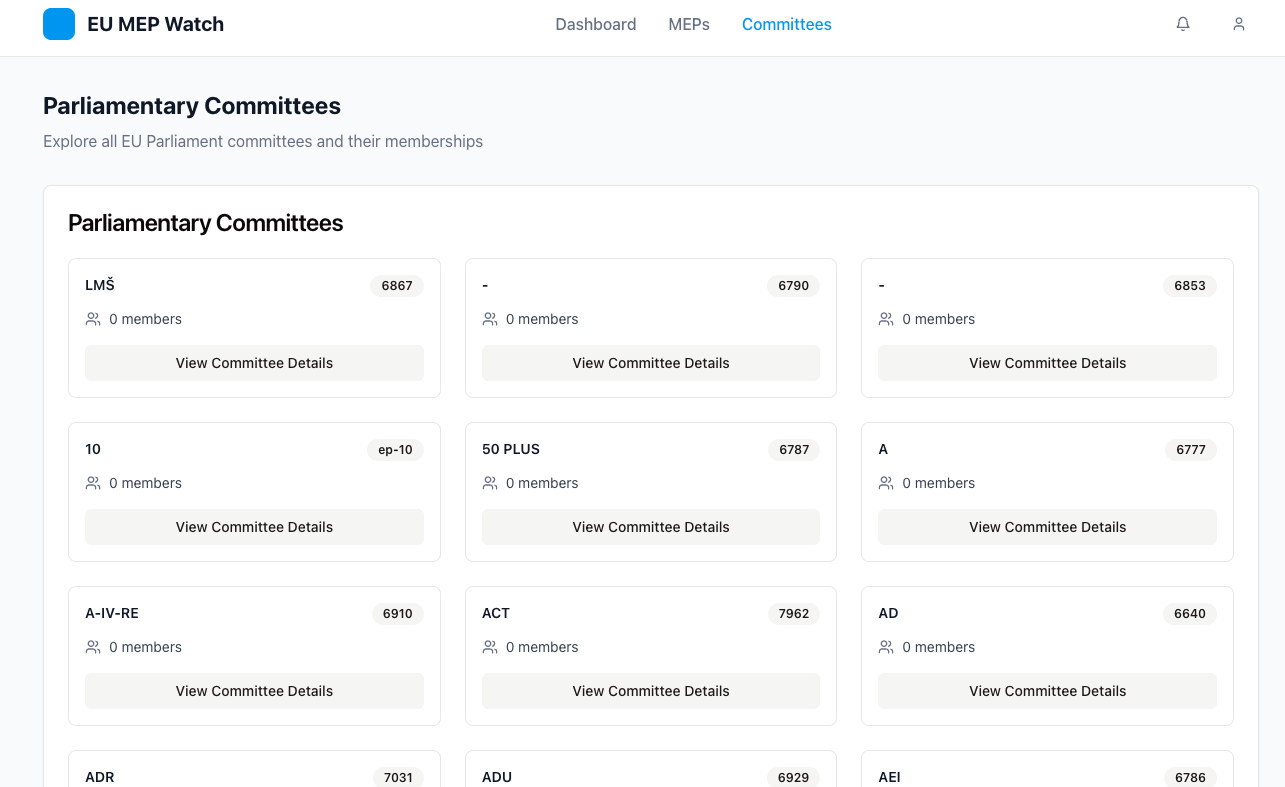 EU MEP Watch
Dashboard
MEPs
Committees
Parliamentary Committees
Explore all EU Parliament committees and their memberships
Parliamentary Committees
LMŠ
6867
0 members
View Committee Details
-
6790
0 members
View Committee Details
-
6853
0 members
View Committee Details
10
ep-10
0 members
View Committee Details
50 PLUS
6787
0 members
View Committee Details
A
6777
0 members
View Committee Details
A-IV-RE
6910
0 members
View Committee Details
ACT
7962
0 members
View Committee Details
AD
6640
0 members
View Committee Details
ADR
7031
ADU
6929
AEI
6786